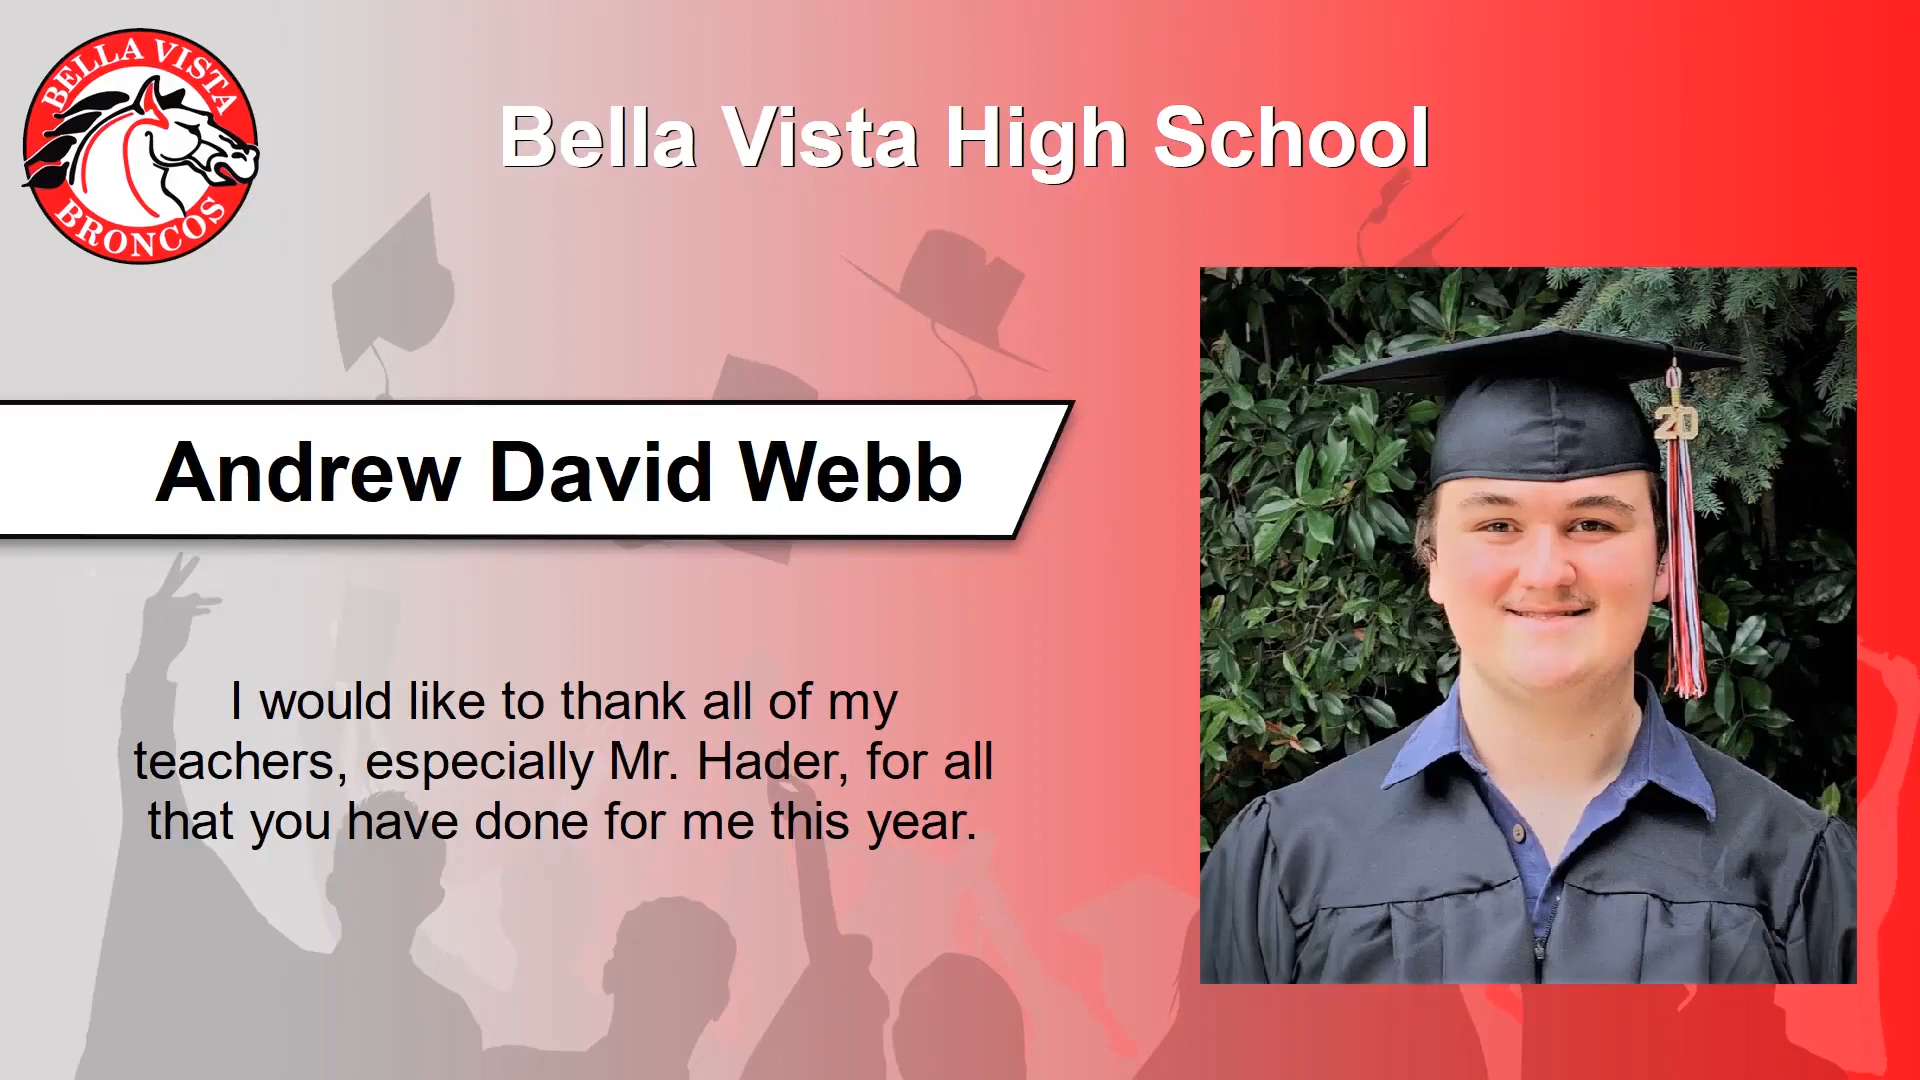 BELLA VISTA
BRONCOS
Bella Vista High School
20
Andrew David Webb
I would like to thank all of my
teachers, especially Mr. Hader, for all
that you have done for me this year.